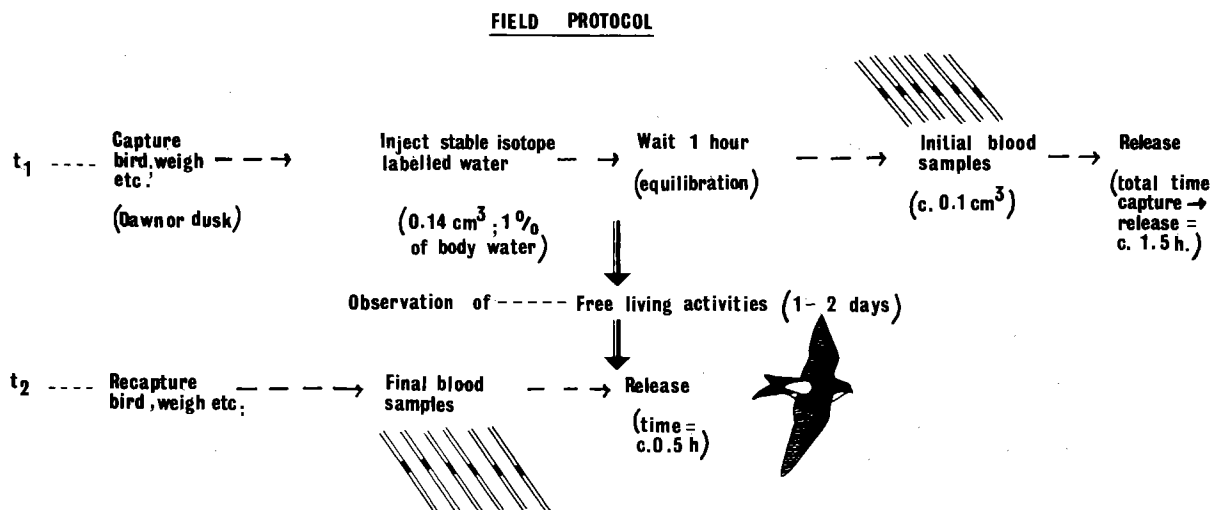 FIELD PROTOCOL
t1 ---- Capture
bird, weigh
etc.
(Dawn or dusk)
Inject stable isotope
labelled water
(0.14 cm3 ; 1%
of body water)
Wait 1 hour
(equilibration)
Initial blood
samples
(c. 0.1 cm3)
Release
(total time
capture →
release =
c. 1.5 h.)
Observation of ----- Free living activities (1 - 2 days)
t2 ---- Recapture
bird, weigh etc.
Final blood
samples
Release
(time =
c.0.5 h)